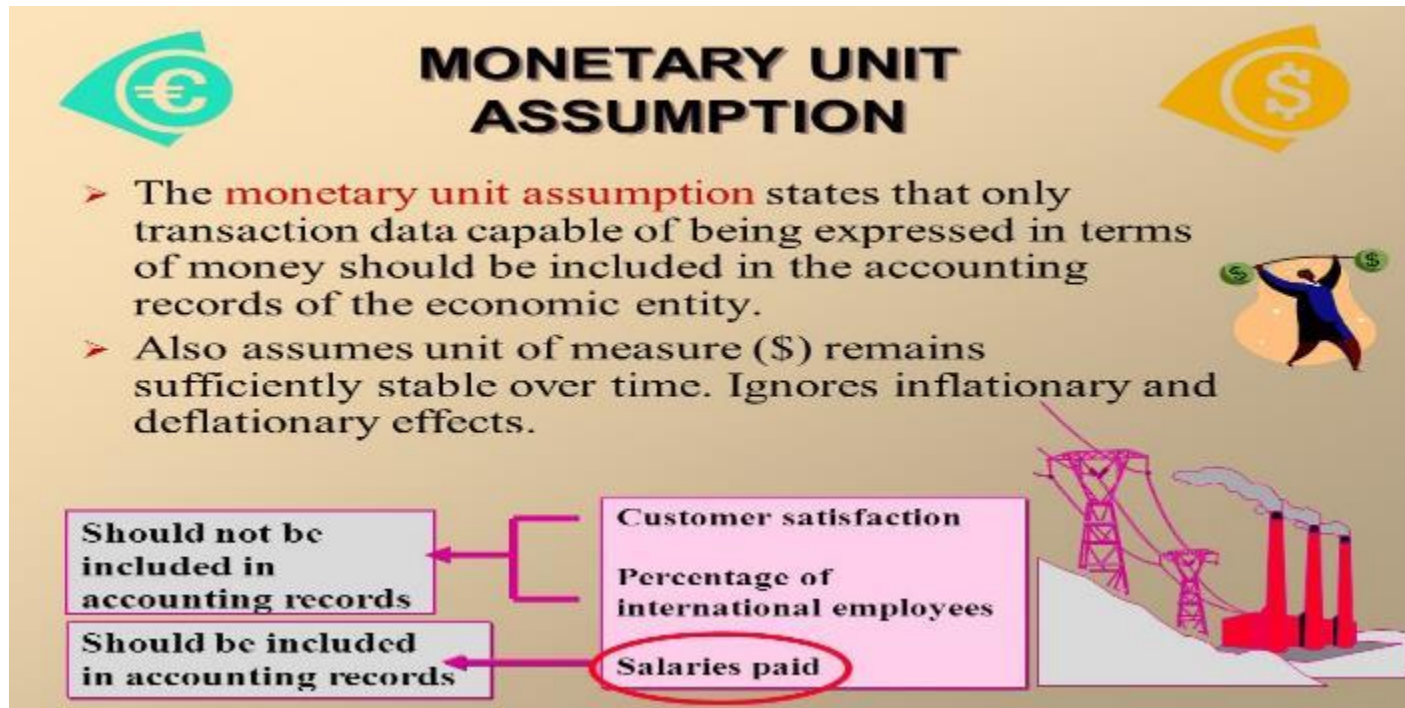 MONETARY UNIT
ASSUMPTION
€
$
➢ The monetary unit assumption states that only
transaction data capable of being expressed in terms
of money should be included in the accounting
records of the economic entity.
➢ Also assumes unit of measure ($) remains
sufficiently stable over time. Ignores inflationary and
deflationary effects.
$ $
Should not be
included in
accounting records
Customer satisfaction
Percentage of
international employees
Should be included
in accounting records
Salaries paid